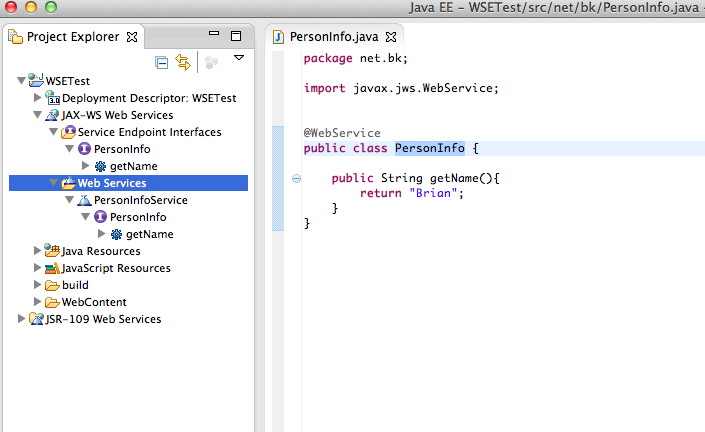 Java EE – WSETest/src/net/bk/PersonInfo.java –
Project Explorer
WSETest
3.0 Deployment Descriptor: WSETest
JAX-WS Web Services
Service Endpoint Interfaces
I PersonInfo
getName
Web Services
PersonInfoService
I PersonInfo
getName
Java Resources
JavaScript Resources
build
WebContent
JSR-109 Web Services
J PersonInfo.java
package net.bk;
import javax.jws.WebService;
@WebService
public class PersonInfo {
public String getName(){
return "Brian";
}
}